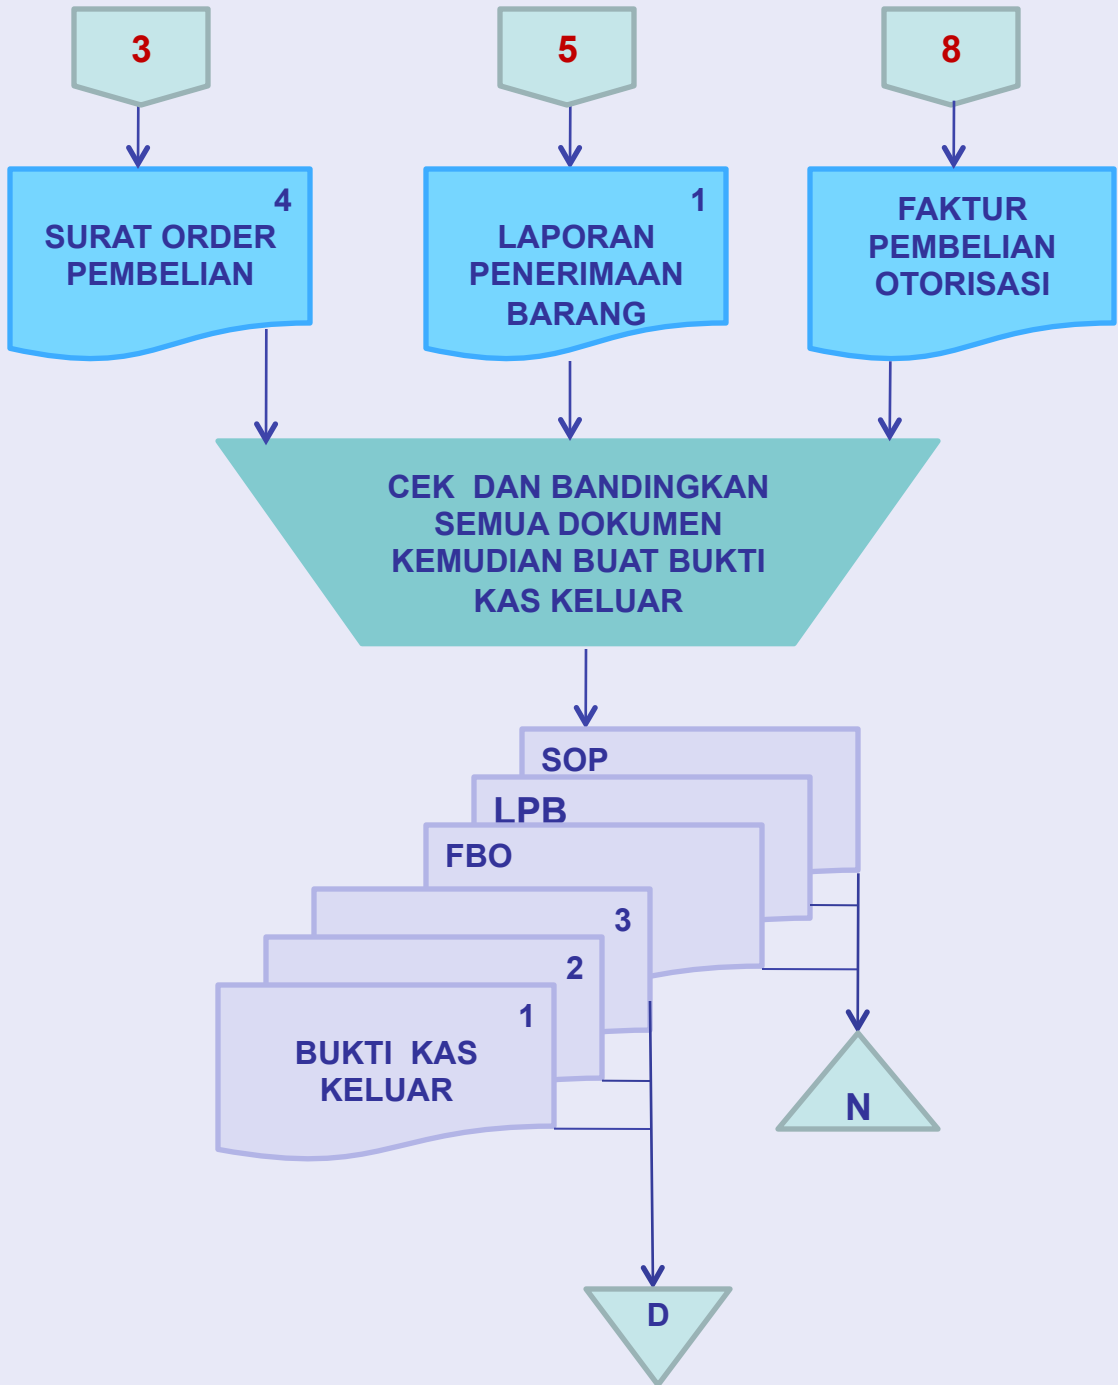 3
5
8
4
SURAT ORDER
PEMBELIAN
1
LAPORAN
PENERIMAAN
BARANG
FAKTUR
PEMBELIAN
OTORISASI
CEK DAN BANDINGKAN
SEMUA DOKUMEN
KEMUDIAN BUAT BUKTI
KAS KELUAR
SOP
LPB
FBO
3
2
1
BUKTI KAS
KELUAR
N
D